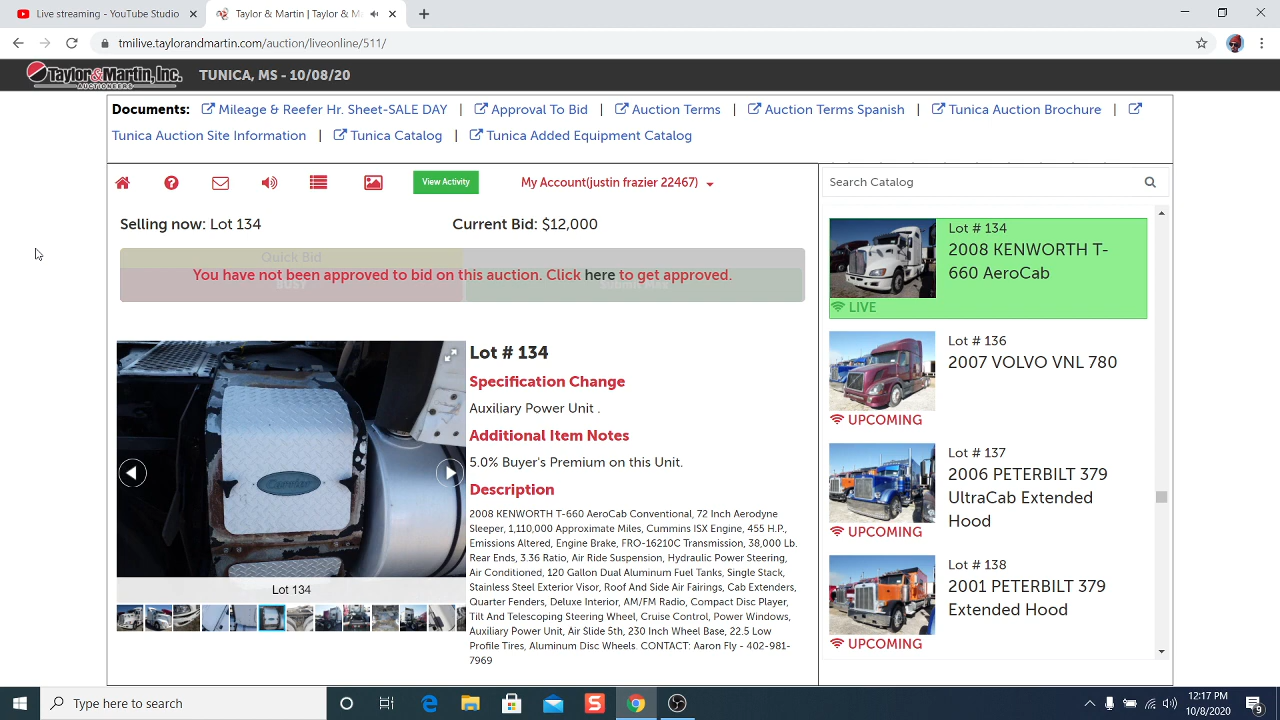 Live streaming - YouTube Studio
Taylor & Martin | Taylor & M
tmilive.taylorandmartin.com/auction/liveonline/511/
Taylor&Martin, Inc.
AUCTIONEERS
TUNICA, MS - 10/08/20
Documents: Mileage & Reefer Hr. Sheet-SALE DAY | Approval To Bid | Auction Terms | Auction Terms Spanish | Tunica Auction Brochure |
Tunica Auction Site Information | Tunica Catalog | Tunica Added Equipment Catalog
View Activity
My Account(justin frazier 22467)
Search Catalog
Selling now: Lot 134
Current Bid: $12,000
Quick Bid
You have not been approved to bid on this auction. Click here to get approved.
BUSY
Submit Max
Carrier
Lot 134
Lot # 134
Specification Change
Auxiliary Power Unit .
Additional Item Notes
5.0% Buyer's Premium on this Unit.
Description
2008 KENWORTH T-660 AeroCab Conventional, 72 Inch Aerodyne
Sleeper, 1,110,000 Approximate Miles, Cummins ISX Engine, 455 H.P.,
Emissions Altered, Engine Brake, FRO-16210C Transmission, 38,000 Lb.
Rear Ends, 3.36 Ratio, Air Ride Suspension, Hydraulic Power Steering,
Air Conditioned, 120 Gallon Dual Aluminum Fuel Tanks, Single Stack,
Stainless Steel Exterior Visor, Roof And Side Air Fairings, Cab Extenders,
Quarter Fenders, Deluxe Interior, AM/FM Radio, Compact Disc Player,
Tilt And Telescoping Steering Wheel, Cruise Control, Power Windows,
Auxiliary Power Unit, Air Slide 5th, 230 Inch Wheel Base, 22.5 Low
Profile Tires, Aluminum Disc Wheels. CONTACT: Aaron Fly - 402-981-
7969
Lot # 134
2008 KENWORTH T-
660 AeroCab
LIVE
Lot # 136
2007 VOLVO VNL 780
UPCOMING
Lot # 137
2006 PETERBILT 379
UltraCab Extended
Hood
UPCOMING
Lot # 138
2001 PETERBILT 379
Extended Hood
UPCOMING
Type here to search
12:17 PM
10/8/2020
9